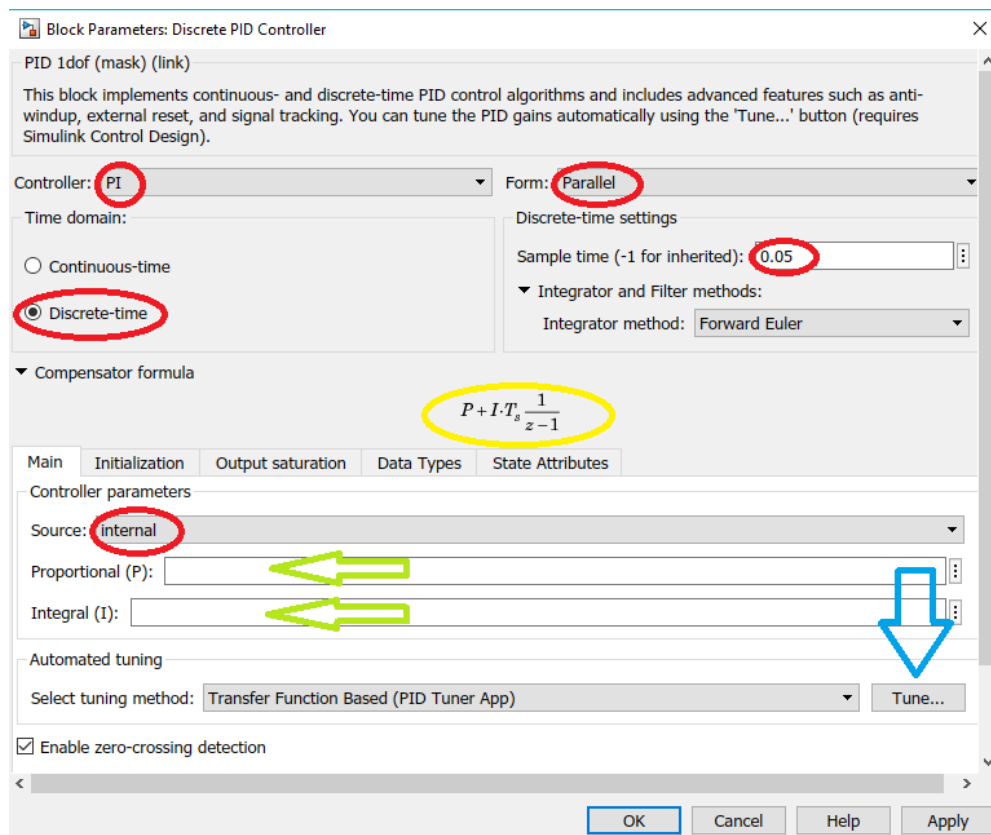 Block Parameters: Discrete PID Controller
PID 1dof (mask) (link)
This block implements continuous- and discrete-time PID control algorithms and includes advanced features such as anti-
windup, external reset, and signal tracking. You can tune the PID gains automatically using the 'Tune...' button (requires
Simulink Control Design).
Controller: PI Form: Parallel
Time domain: Discrete-time settings
Continuous-time Sample time (-1 for inherited): 0.05
Discrete-time Integrator and Filter methods:
Integrator method: Forward Euler
Compensator formula
P + I·Tₛ 1/(z − 1)
Main Initialization Output saturation Data Types State Attributes
Controller parameters
Source: internal
Proportional (P):
Integral (I):
Automated tuning
Select tuning method: Transfer Function Based (PID Tuner App) Tune...
Enable zero-crossing detection
OK Cancel Help Apply